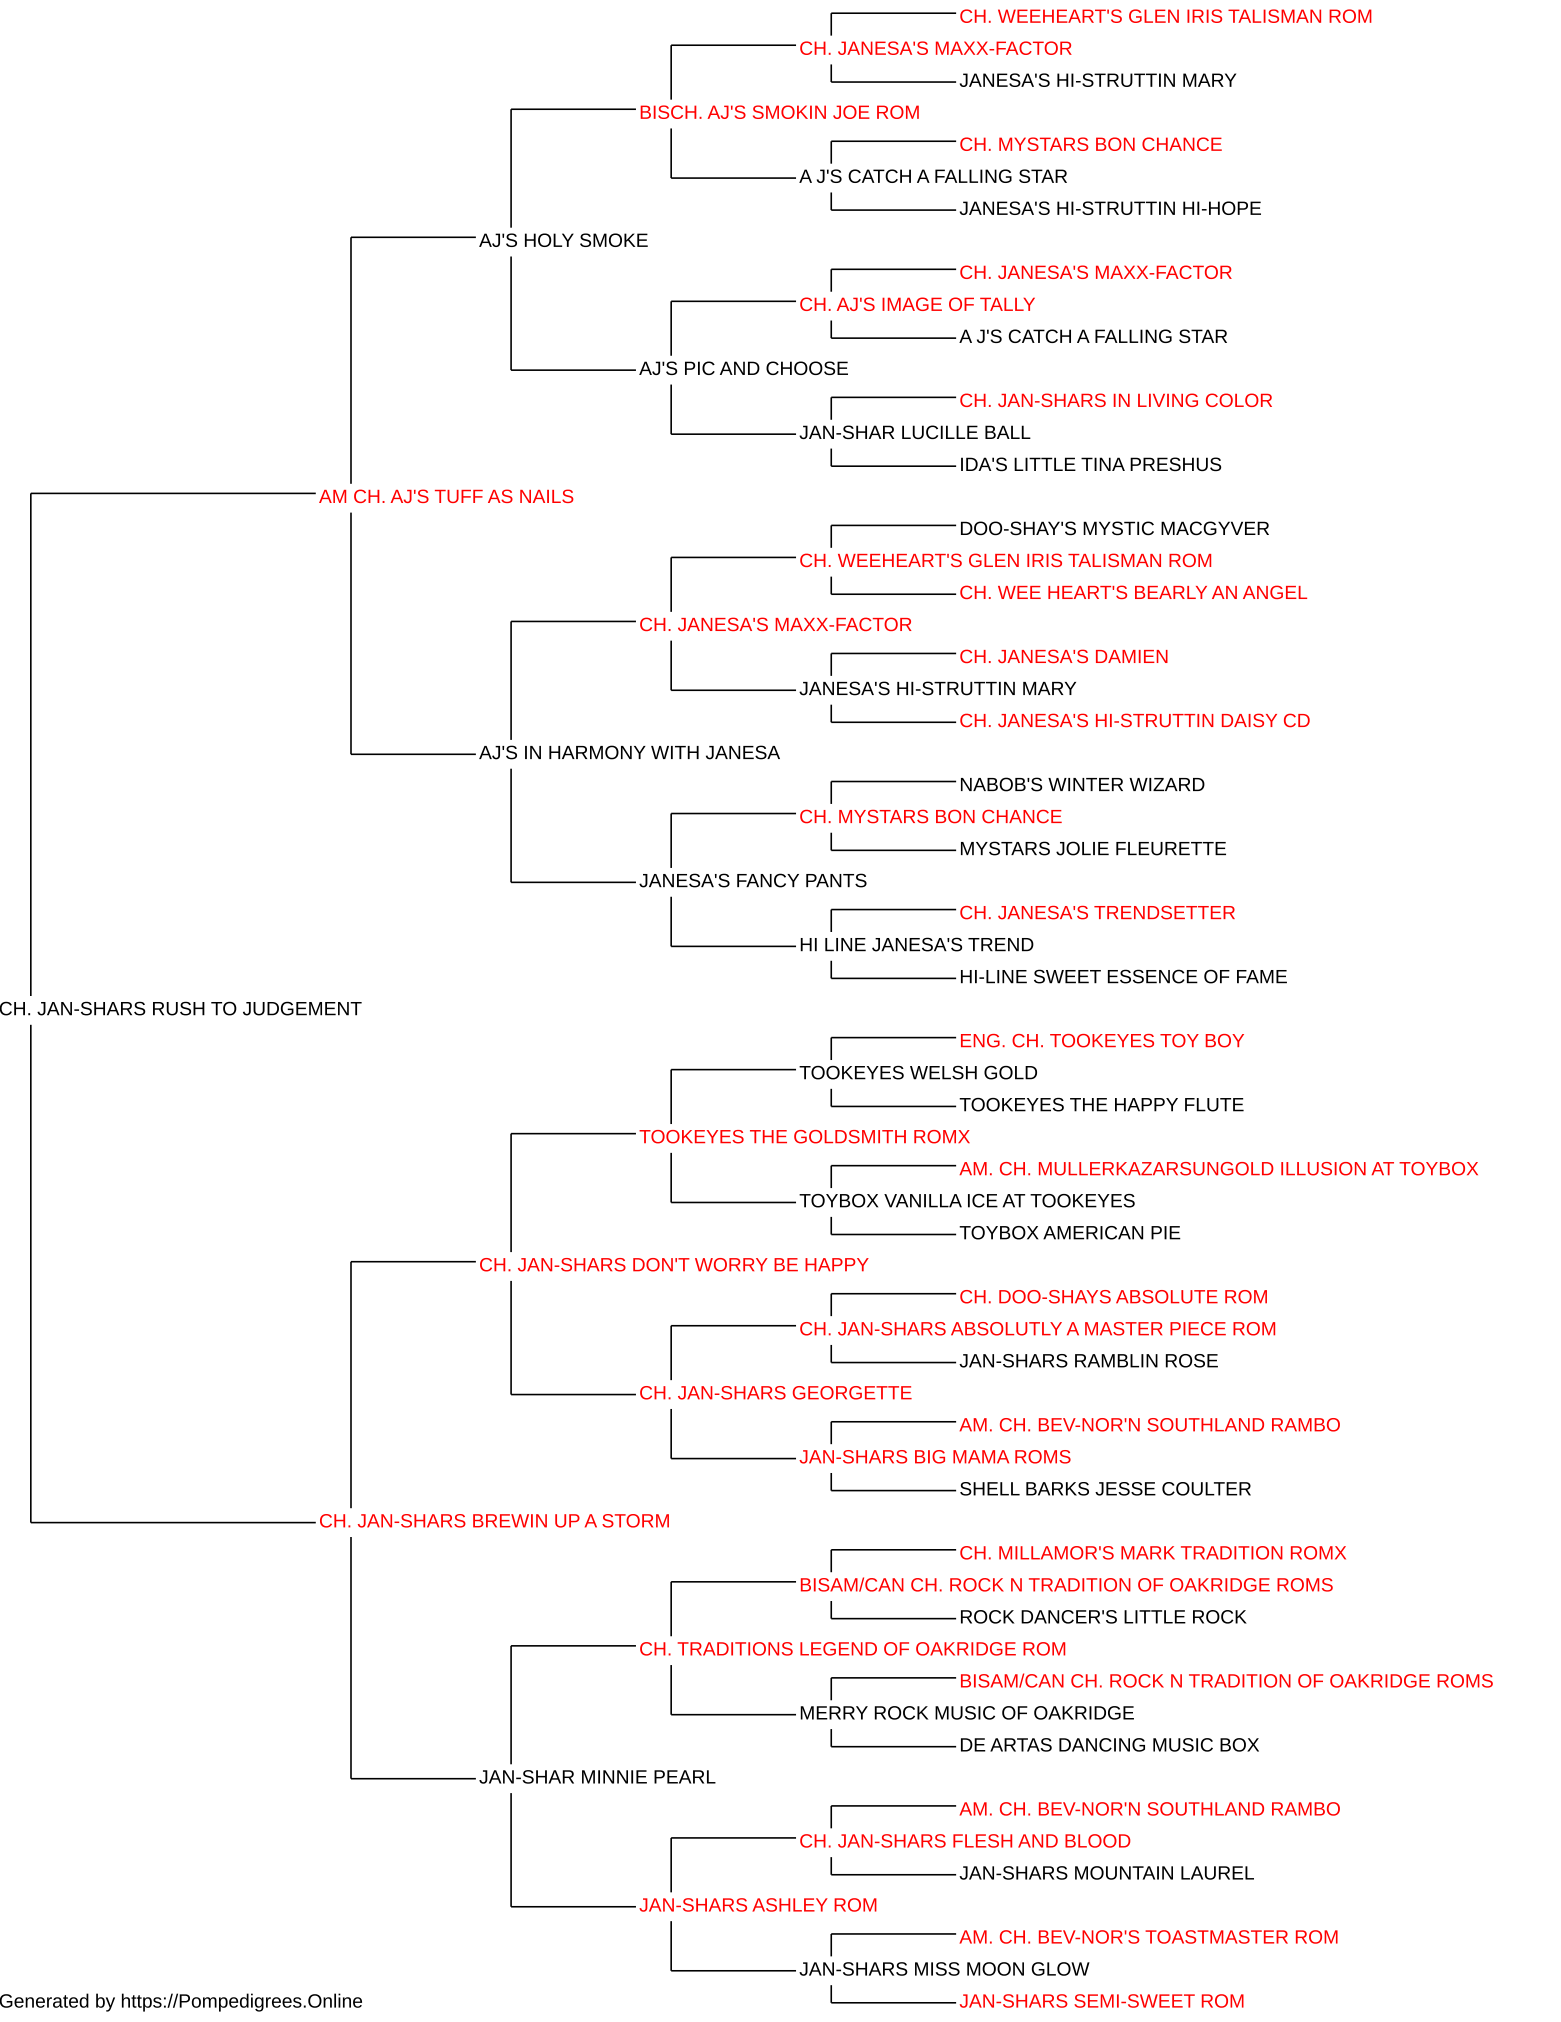 CH. WEEHEART'S GLEN IRIS TALISMAN ROM
CH. JANESA'S MAXX-FACTOR
JANESA'S HI-STRUTTIN MARY
BISCH. AJ'S SMOKIN JOE ROM
CH. MYSTARS BON CHANCE
A J'S CATCH A FALLING STAR
JANESA'S HI-STRUTTIN HI-HOPE
AJ'S HOLY SMOKE
CH. JANESA'S MAXX-FACTOR
CH. AJ'S IMAGE OF TALLY
A J'S CATCH A FALLING STAR
AJ'S PIC AND CHOOSE
CH. JAN-SHARS IN LIVING COLOR
JAN-SHAR LUCILLE BALL
IDA'S LITTLE TINA PRESHUS
AM CH. AJ'S TUFF AS NAILS
DOO-SHAY'S MYSTIC MACGYVER
CH. WEEHEART'S GLEN IRIS TALISMAN ROM
CH. WEE HEART'S BEARLY AN ANGEL
CH. JANESA'S MAXX-FACTOR
CH. JANESA'S DAMIEN
JANESA'S HI-STRUTTIN MARY
CH. JANESA'S HI-STRUTTIN DAISY CD
AJ'S IN HARMONY WITH JANESA
NABOB'S WINTER WIZARD
CH. MYSTARS BON CHANCE
MYSTARS JOLIE FLEURETTE
JANESA'S FANCY PANTS
CH. JANESA'S TRENDSETTER
HI LINE JANESA'S TREND
HI-LINE SWEET ESSENCE OF FAME
CH. JAN-SHARS RUSH TO JUDGEMENT
ENG. CH. TOOKEYES TOY BOY
TOOKEYES WELSH GOLD
TOOKEYES THE HAPPY FLUTE
TOOKEYES THE GOLDSMITH ROMX
AM. CH. MULLERKAZARSUNGOLD ILLUSION AT TOYBOX
TOYBOX VANILLA ICE AT TOOKEYES
TOYBOX AMERICAN PIE
CH. JAN-SHARS DON'T WORRY BE HAPPY
CH. DOO-SHAYS ABSOLUTE ROM
CH. JAN-SHARS ABSOLUTLY A MASTER PIECE ROM
JAN-SHARS RAMBLIN ROSE
CH. JAN-SHARS GEORGETTE
AM. CH. BEV-NOR'N SOUTHLAND RAMBO
JAN-SHARS BIG MAMA ROMS
SHELL BARKS JESSE COULTER
CH. JAN-SHARS BREWIN UP A STORM
CH. MILLAMOR'S MARK TRADITION ROMX
BISAM/CAN CH. ROCK N TRADITION OF OAKRIDGE ROMS
ROCK DANCER'S LITTLE ROCK
CH. TRADITIONS LEGEND OF OAKRIDGE ROM
BISAM/CAN CH. ROCK N TRADITION OF OAKRIDGE ROMS
MERRY ROCK MUSIC OF OAKRIDGE
DE ARTAS DANCING MUSIC BOX
JAN-SHAR MINNIE PEARL
AM. CH. BEV-NOR'N SOUTHLAND RAMBO
CH. JAN-SHARS FLESH AND BLOOD
JAN-SHARS MOUNTAIN LAUREL
JAN-SHARS ASHLEY ROM
AM. CH. BEV-NOR'S TOASTMASTER ROM
JAN-SHARS MISS MOON GLOW
JAN-SHARS SEMI-SWEET ROM
Generated by https://Pompedigrees.Online